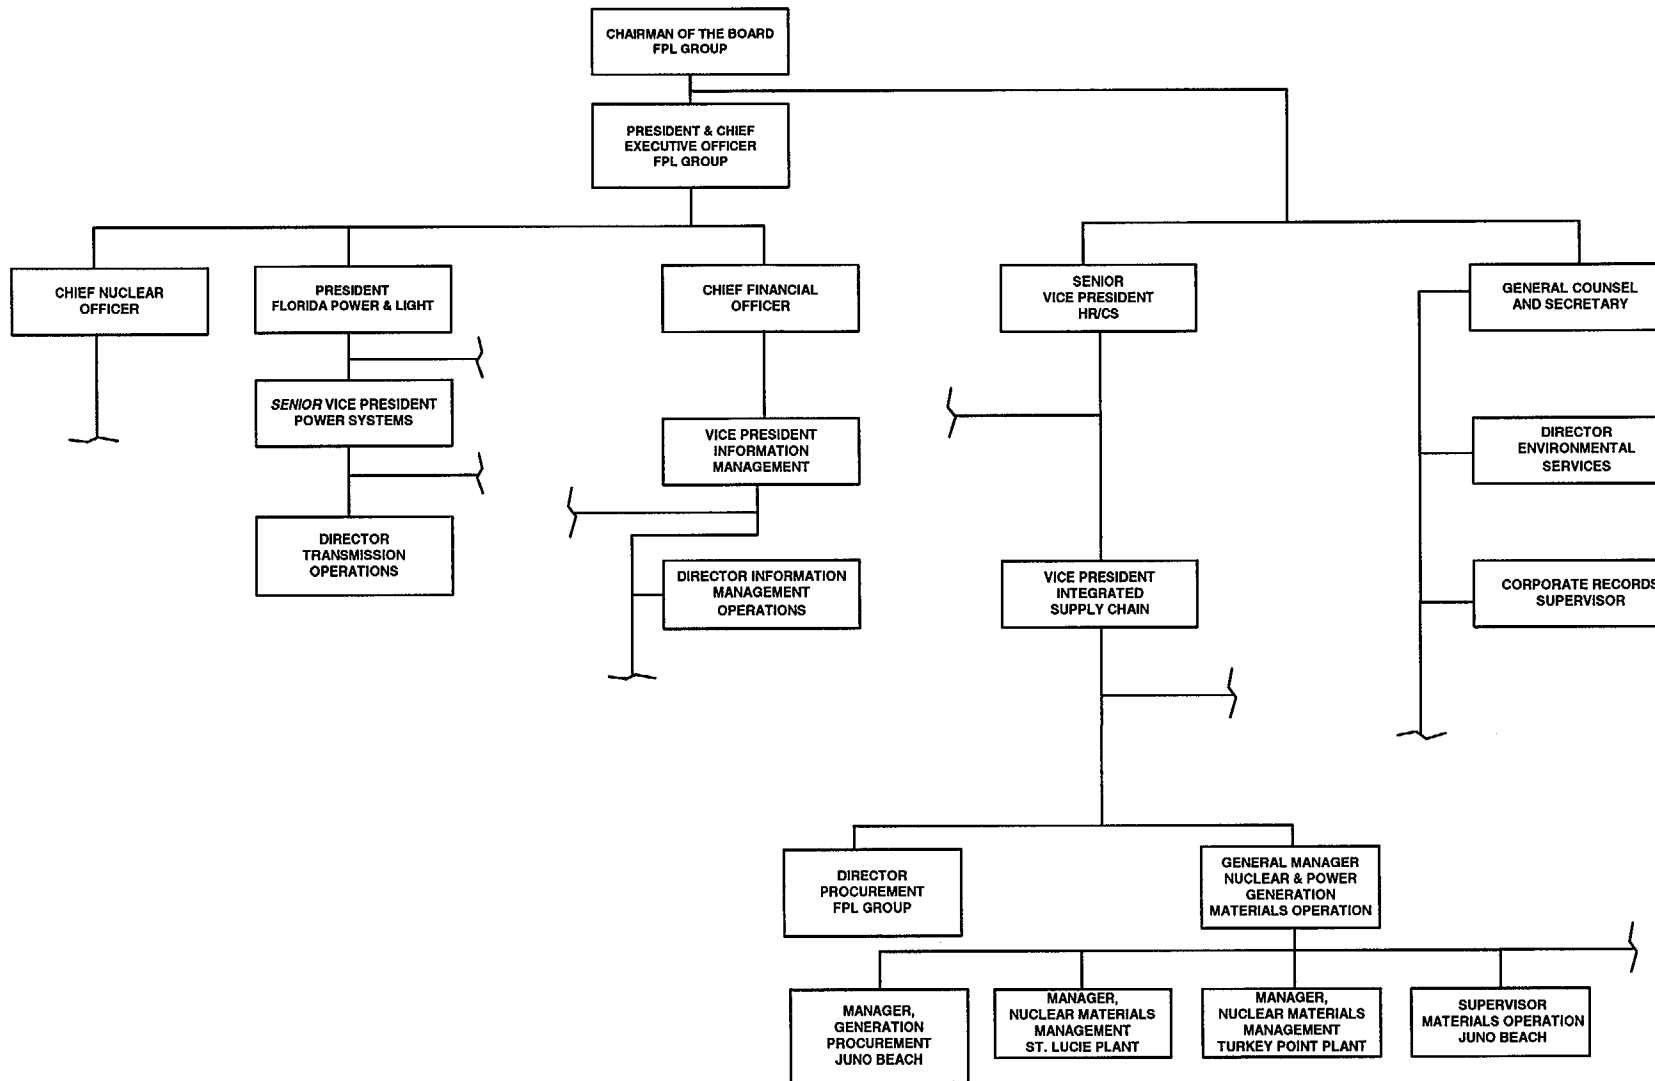 CHAIRMAN OF THE BOARD
FPL GROUP
PRESIDENT & CHIEF
EXECUTIVE OFFICER
FPL GROUP
CHIEF NUCLEAR
OFFICER
PRESIDENT
FLORIDA POWER & LIGHT
CHIEF FINANCIAL
OFFICER
SENIOR
VICE PRESIDENT
HR/CS
GENERAL COUNSEL
AND SECRETARY
SENIOR VICE PRESIDENT
POWER SYSTEMS
VICE PRESIDENT
INFORMATION
MANAGEMENT
DIRECTOR
ENVIRONMENTAL
SERVICES
DIRECTOR
TRANSMISSION
OPERATIONS
DIRECTOR INFORMATION
MANAGEMENT
OPERATIONS
VICE PRESIDENT
INTEGRATED
SUPPLY CHAIN
CORPORATE RECORDS
SUPERVISOR
DIRECTOR
PROCUREMENT
FPL GROUP
GENERAL MANAGER
NUCLEAR & POWER
GENERATION
MATERIALS OPERATION
MANAGER,
GENERATION
PROCUREMENT
JUNO BEACH
MANAGER,
NUCLEAR MATERIALS
MANAGEMENT
ST. LUCIE PLANT
MANAGER,
NUCLEAR MATERIALS
MANAGEMENT
TURKEY POINT PLANT
SUPERVISOR
MATERIALS OPERATION
JUNO BEACH